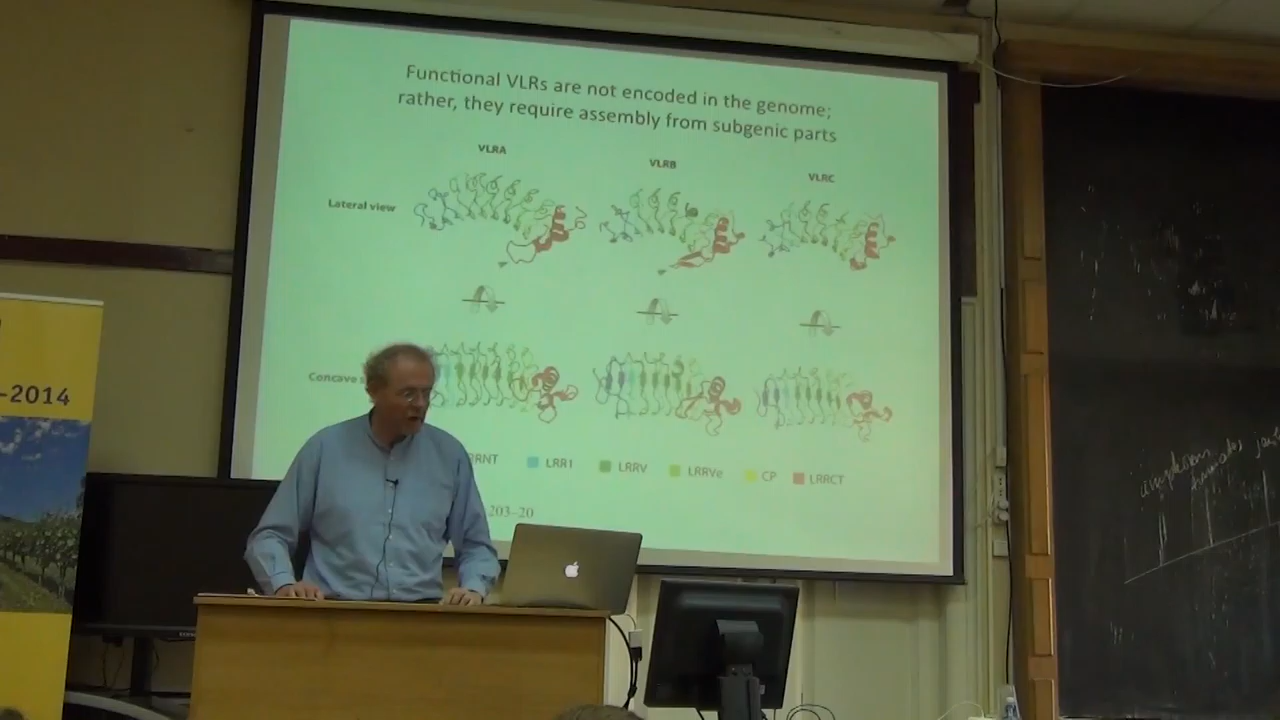 Functional VLRs are not encoded in the genome;
rather, they require assembly from subgenic parts
VLRA
VLRB
VLRC
Lateral view
Concave
RRNT
LRR1
LRRV
LRRVe
CP
LRRCT
203–20
-2014